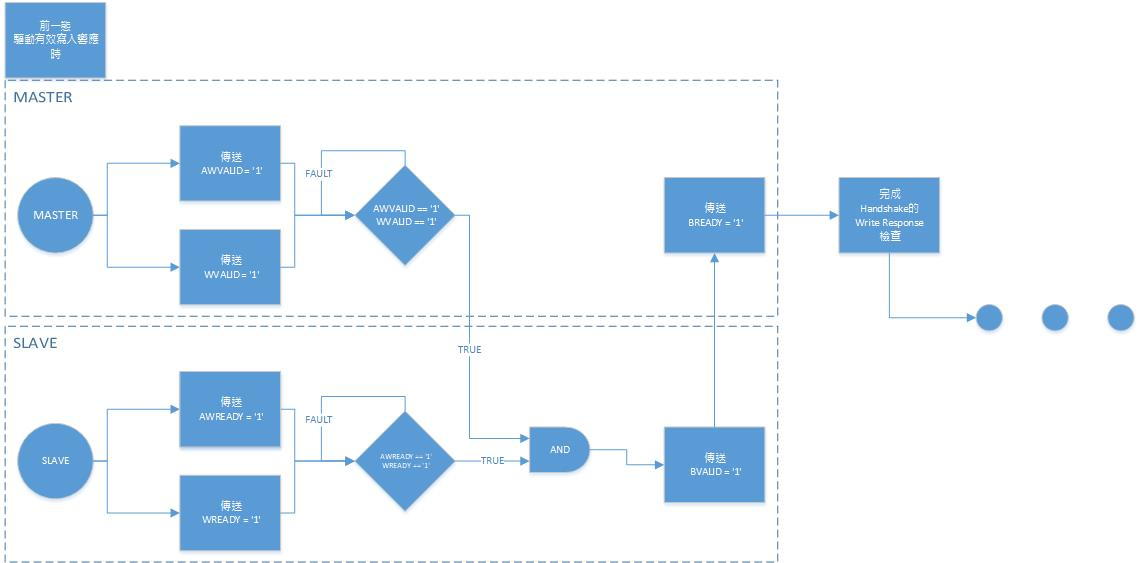 前一態
驅動有效寫入響應
時
MASTER
傳送
AWVALID = '1'
FAULT
MASTER
AWVALID == '1'
WVALID == '1'
傳送
WVALID = '1'
傳送
BREADY = '1'
完成
Handshake的
Write Response
檢查
SLAVE
TRUE
傳送
AWREADY = '1'
FAULT
SLAVE
AWREADY == '1'
WREADY == '1'
TRUE
AND
傳送
BVALID = '1'
傳送
WREADY = '1'